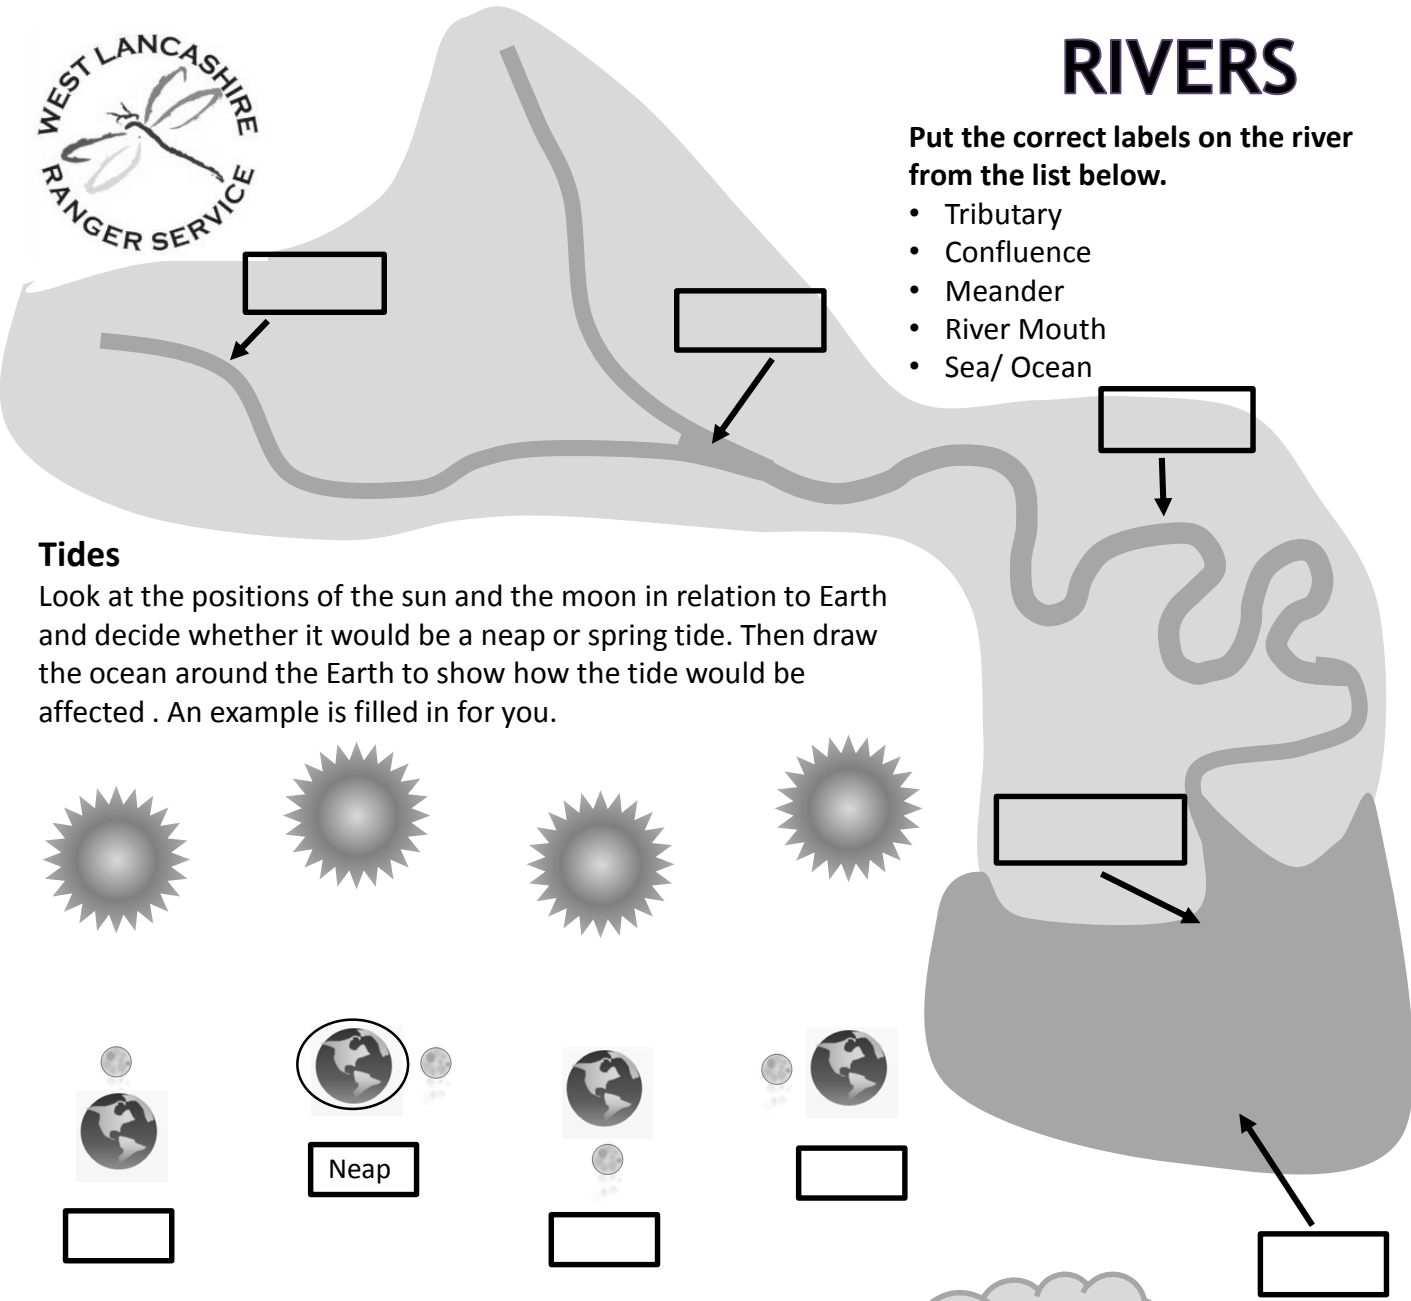 WEST LANCASHIRE
RANGER SERVICE
RIVERS
Put the correct labels on the river
from the list below.
• Tributary
• Confluence
• Meander
• River Mouth
• Sea/ Ocean
Tides
Look at the positions of the sun and the moon in relation to Earth
and decide whether it would be a neap or spring tide. Then draw
the ocean around the Earth to show how the tide would be
affected . An example is filled in for you.
Neap